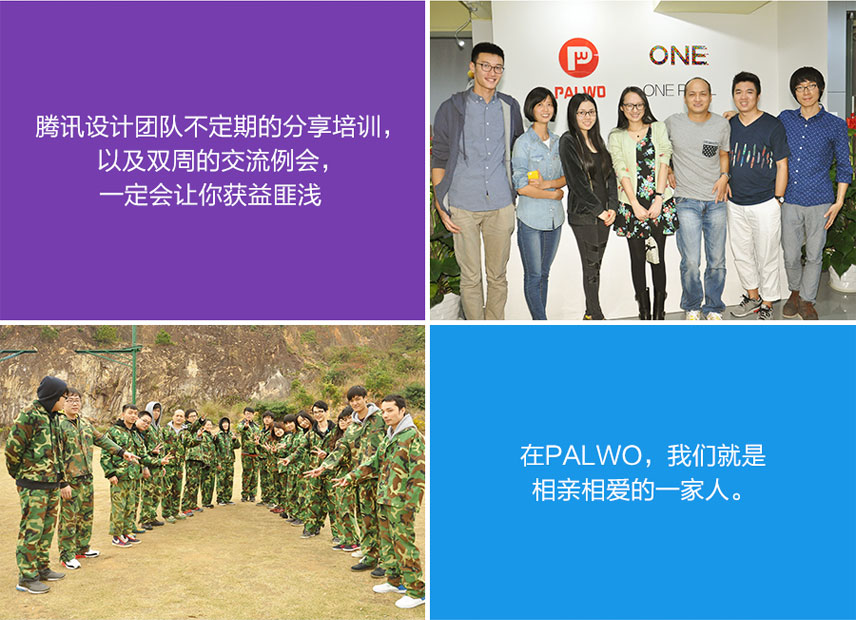 腾讯设计团队不定期的分享培训，
以及双周的交流例会，
一定会让你获益匪浅
PALWO
ONE
在PALWO，我们就是
相亲相爱的一家人。